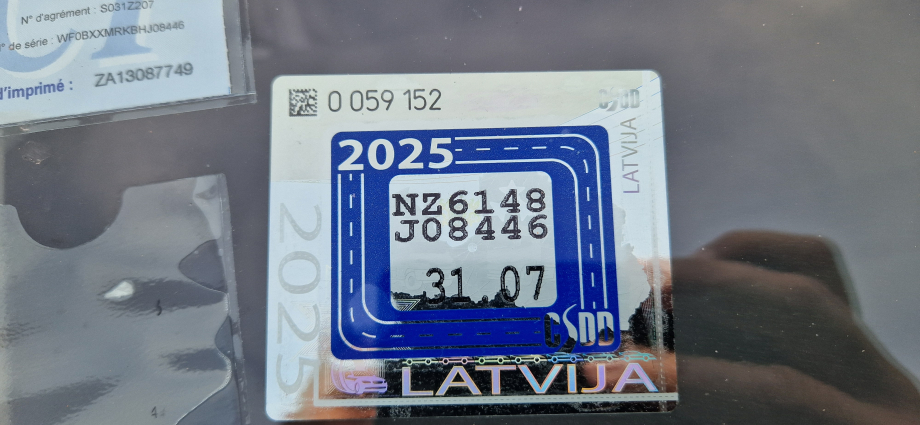 N° d'agrément : S031Z207
N° de série : WF0BXXMRKBHJ08446
d'imprimé : ZA13087749
0 059 152
CSDD
LATVIJA
2025
NZ6148
J08446
31 07
2025
CSDD
LATVIJA